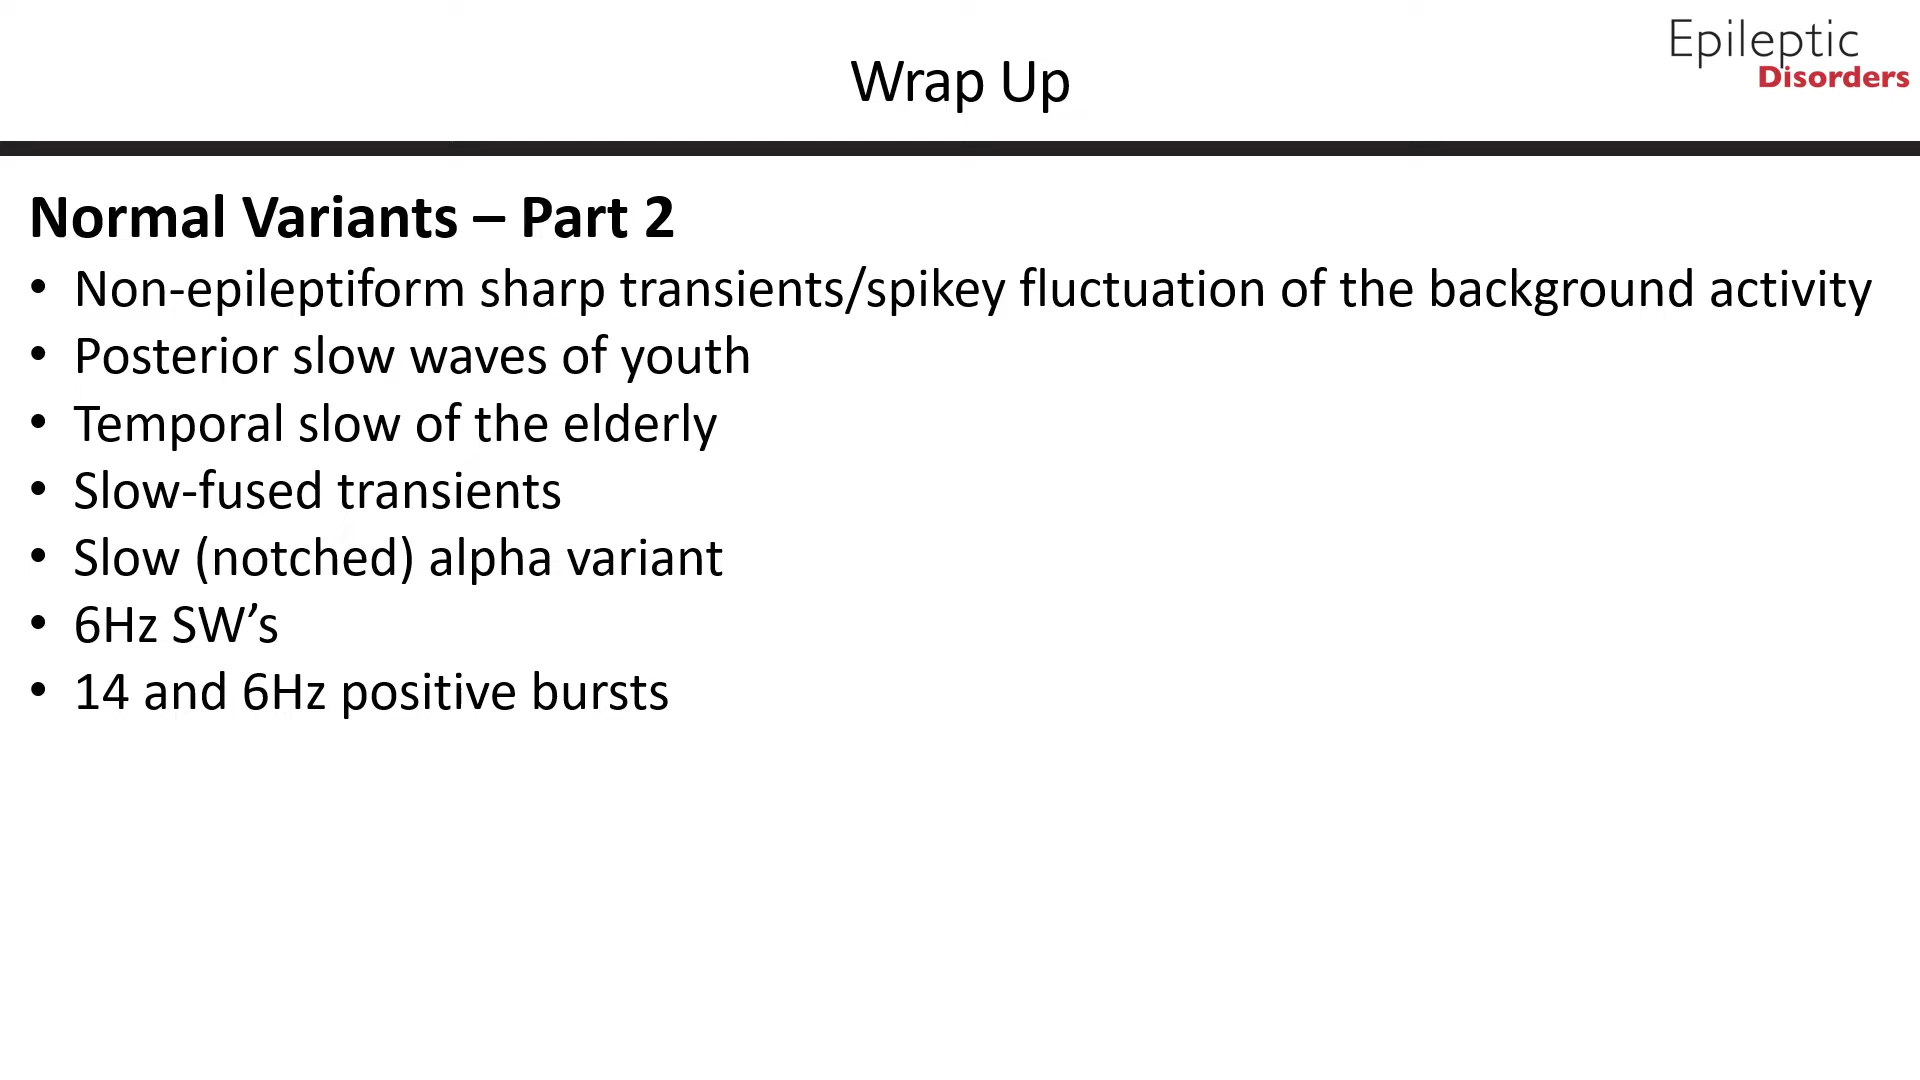 Epileptic
Disorders
Wrap Up
Normal Variants – Part 2
• Non-epileptiform sharp transients/spikey fluctuation of the background activity
• Posterior slow waves of youth
• Temporal slow of the elderly
• Slow-fused transients
• Slow (notched) alpha variant
• 6Hz SW’s
• 14 and 6Hz positive bursts